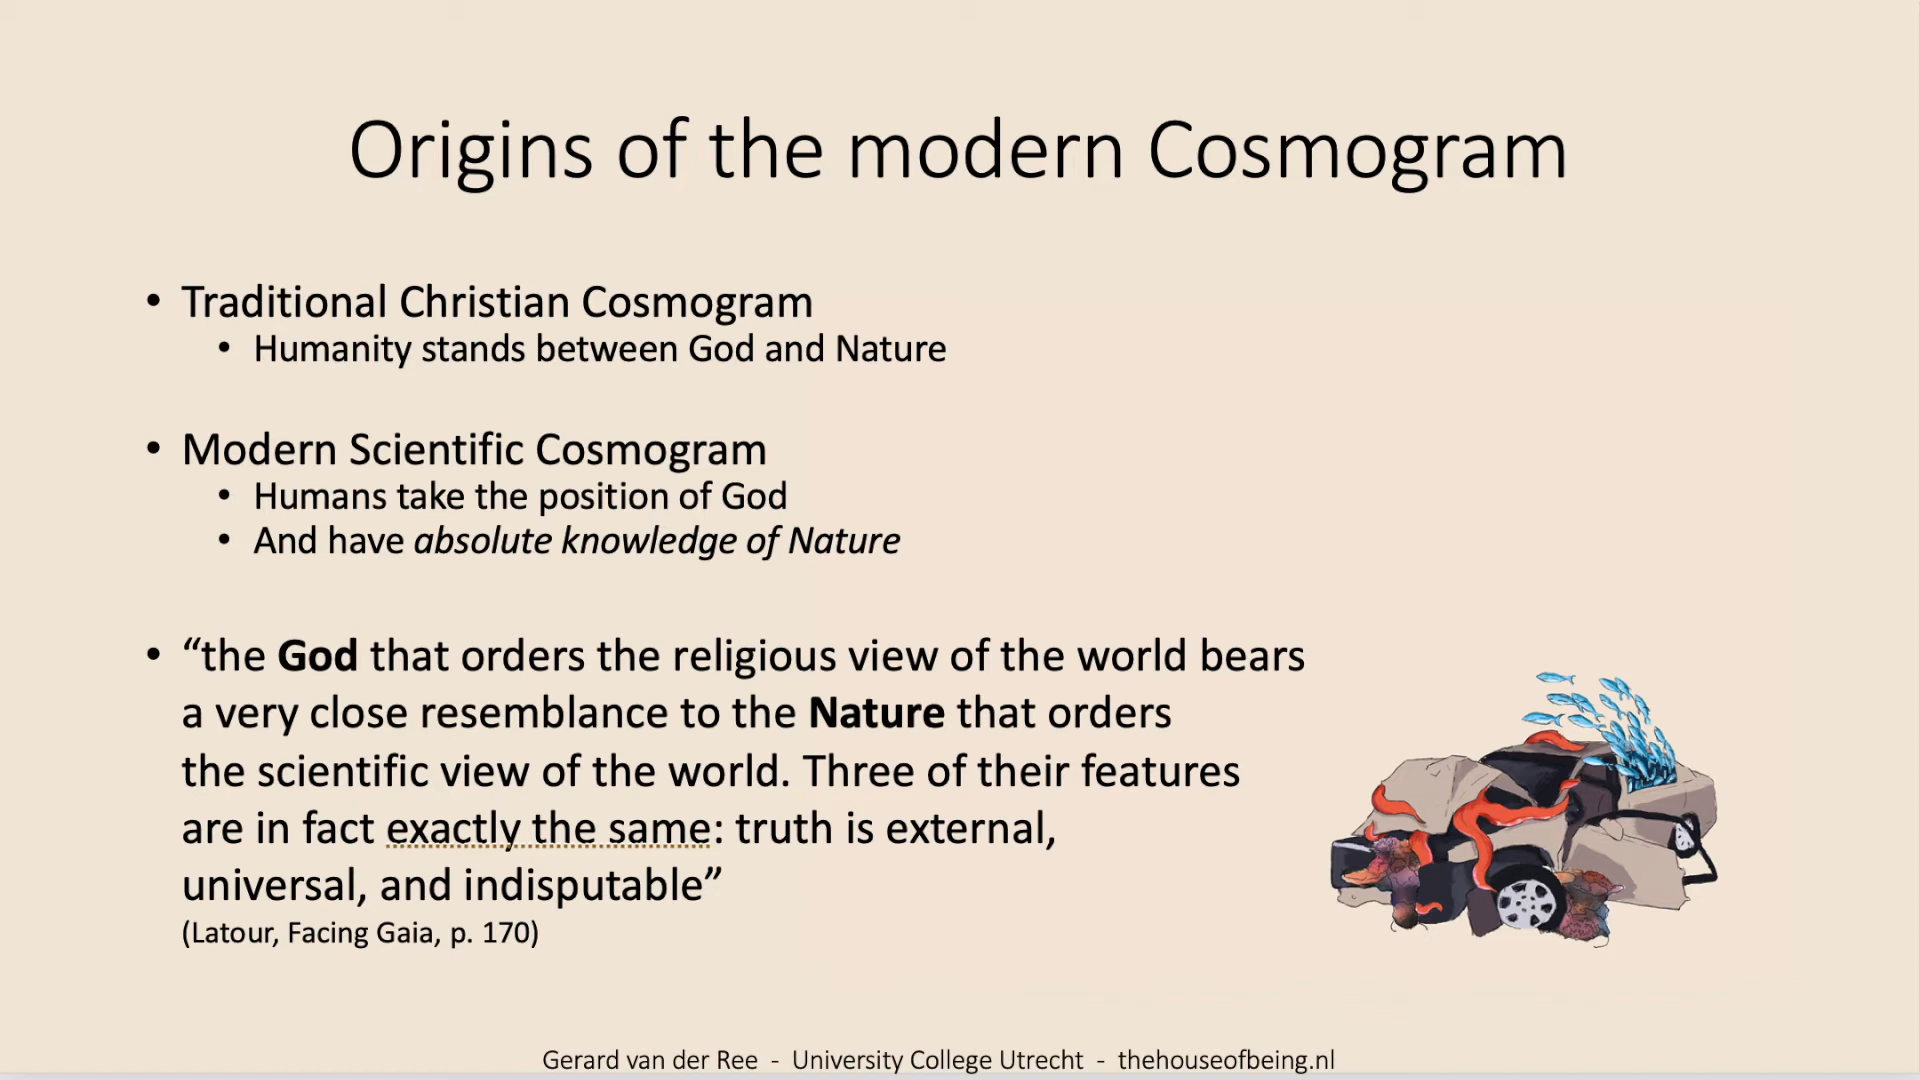 Origins of the modern Cosmogram
• Traditional Christian Cosmogram
• Humanity stands between God and Nature
• Modern Scientific Cosmogram
• Humans take the position of God
• And have absolute knowledge of Nature
• “the God that orders the religious view of the world bears
a very close resemblance to the Nature that orders
the scientific view of the world. Three of their features
are in fact exactly the same: truth is external,
universal, and indisputable”
(Latour, Facing Gaia, p. 170)
Gerard van der Ree - University College Utrecht - thehouseofbeing.nl